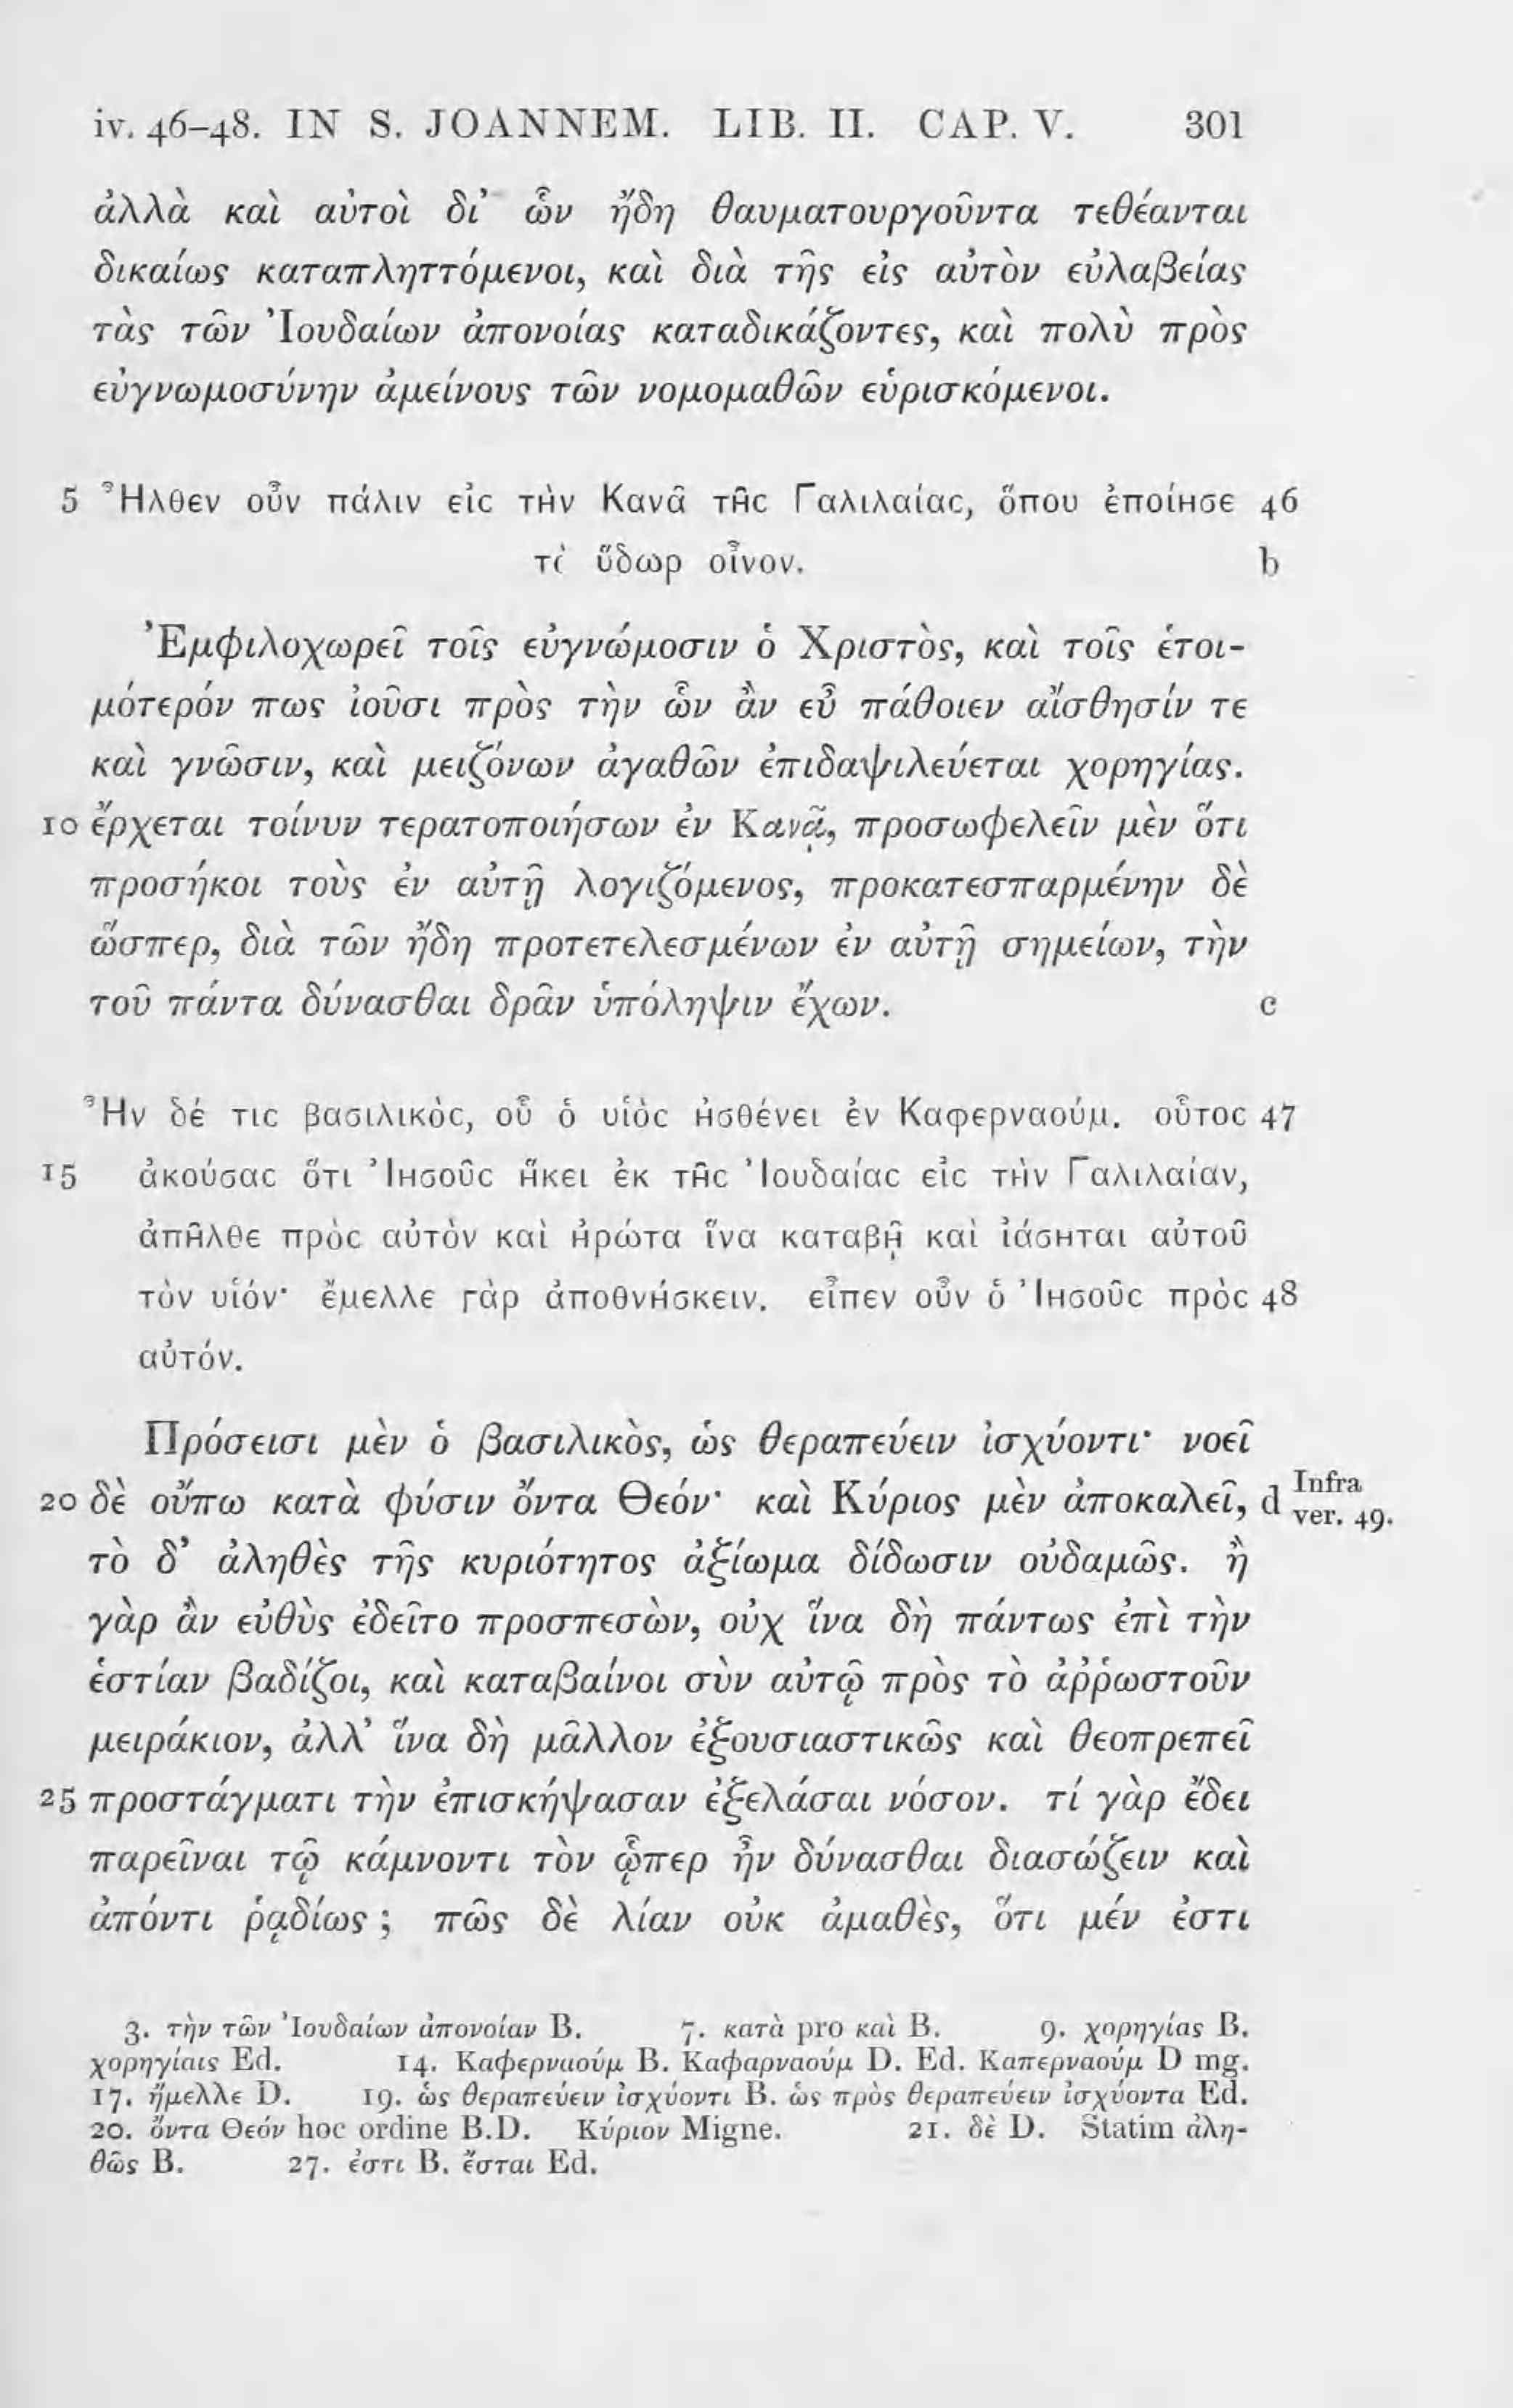 iv. 46–48. IN S. JOANNEM. LIB. II. CAP. V. 301
ἀλλὰ καὶ αὐτοὶ δι’ ὧν ἤδη θαυματουργοῦντα τεθέανται
δικαίως καταπληττόμενοι, καὶ διὰ τῆς εἰς αὐτὸν εὐλαβείας
τὰς τῶν Ἰουδαίων ἀπονοίας καταδικάζοντες, καὶ πολὺ πρὸς
εὐγνωμοσύνην ἀμείνους τῶν νομομαθῶν εὑρισκόμενοι.
5 Ἦλθεν οὖν πάλιν εἰς τὴν Κανᾶ τῆς Γαλιλαίας, ὅπου ἐποίησε 46
τὸ ὕδωρ οἶνον. b
Ἐμφιλοχωρεῖ τοῖς εὐγνώμοσιν ὁ Χριστὸς, καὶ τοῖς ἑτοι-
μότερόν πως ἰοῦσι πρὸς τὴν ὧν ἂν εὖ πάθοιεν αἴσθησίν τε
καὶ γνῶσιν, καὶ μειζόνων ἀγαθῶν ἐπιδαψιλεύεται χορηγίας.
10 ἔρχεται τοίνυν τερατοποιήσων ἐν Κανᾷ, προσωφελεῖν μὲν ὅτι
προσήκοι τοὺς ἐν αὐτῇ λογιζόμενος, προκατεσπαρμένην δὲ
ὥσπερ, διὰ τῶν ἤδη προτετελεσμένων ἐν αὐτῇ σημείων, τὴν
τοῦ πάντα δύνασθαι δρᾶν ὑπόληψιν ἔχων. c
Ἦν δέ τις βασιλικὸς, οὗ ὁ υἱὸς ἠσθένει ἐν Καφερναούμ. οὗτος 47
15 ἀκούσας ὅτι Ἰησοῦς ἥκει ἐκ τῆς Ἰουδαίας εἰς τὴν Γαλιλαίαν,
ἀπῆλθε πρὸς αὐτὸν καὶ ἠρώτα ἵνα καταβῇ καὶ ἰάσηται αὐτοῦ
τὸν υἱόν· ἔμελλε γὰρ ἀποθνήσκειν. εἶπεν οὖν ὁ Ἰησοῦς πρὸς 48
αὐτόν.
Πρόσεισι μὲν ὁ βασιλικὸς, ὡς θεραπεύειν ἰσχύοντι· νοεῖ
20 δὲ οὔπω κατὰ φύσιν ὄντα Θεόν· καὶ Κύριος μὲν ἀποκαλεῖ, d Infra ver. 49.
τὸ δ’ ἀληθὲς τῆς κυριότητος ἀξίωμα δίδωσιν οὐδαμῶς. ἢ
γὰρ ἂν εὐθὺς ἐδεῖτο προσπεσὼν, οὐχ ἵνα δὴ πάντως ἐπὶ τὴν
ἑστίαν βαδίζοι, καὶ καταβαίνοι σὺν αὐτῷ πρὸς τὸ ἀῤῥωστοῦν
μειράκιον, ἀλλ’ ἵνα δὴ μᾶλλον ἐξουσιαστικῶς καὶ θεοπρεπεῖ
25 προστάγματι τὴν ἐπισκήψασαν ἐξελάσαι νόσον. τί γὰρ ἔδει
παρεῖναι τῷ κάμνοντι τὸν ᾧπερ ἦν δύνασθαι διασώζειν καὶ
ἀπόντι ῥᾳδίως ; πῶς δὲ λίαν οὐκ ἀμαθὲς, ὅτι μέν ἐστι
3. τὴν τῶν Ἰουδαίων ἀπονοίαν B. 7. κατὰ pro καὶ B. 9. χορηγίας B.
χορηγίαις Ed. 14. Καφερναούμ B. Καφαρναούμ D. Ed. Καπερναούμ D mg.
17. ἤμελλε D. 19. ὡς θεραπεύειν ἰσχύοντι B. ὡς πρὸς θεραπεύειν ἰσχύοντα Ed.
20. ὄντα Θεόν hoc ordine B.D. Κύριον Migne. 21. δὲ D. Statim ἀλη-
θῶς B. 27. ἐστι B. ἔσται Ed.